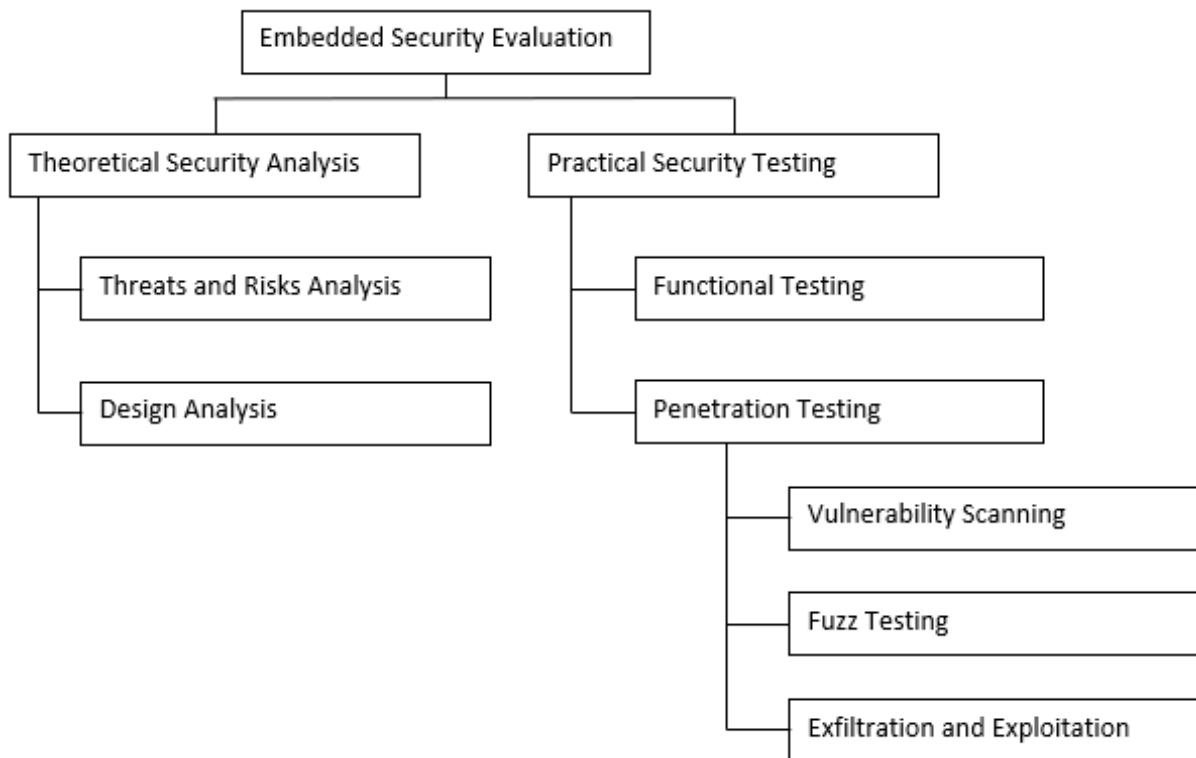 Embedded Security Evaluation
Theoretical Security Analysis
Threats and Risks Analysis
Design Analysis
Practical Security Testing
Functional Testing
Penetration Testing
Vulnerability Scanning
Fuzz Testing
Exfiltration and Exploitation